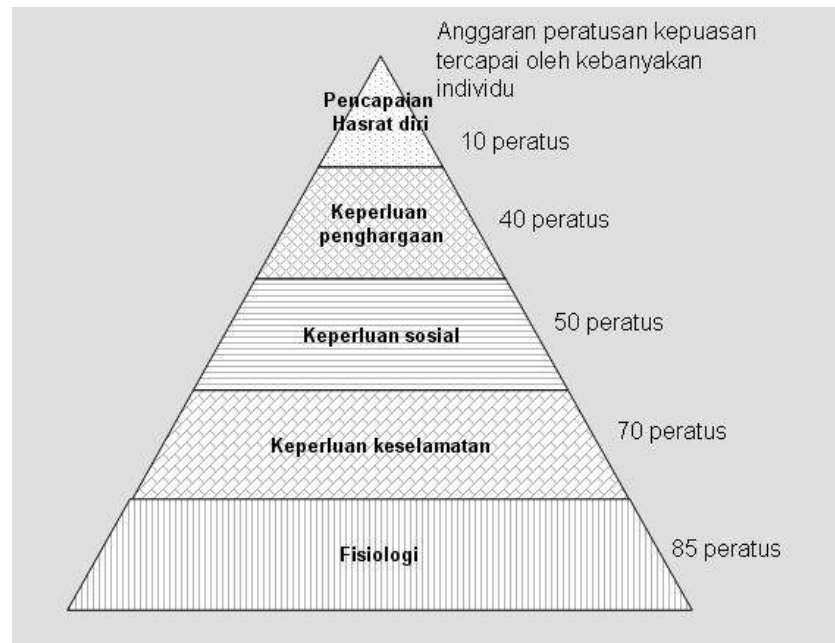 Anggaran peratusan kepuasan
tercapai oleh kebanyakan
individu
Pencapaian
Hasrat diri
10 peratus
Keperluan
penghargaan
40 peratus
Keperluan sosial
50 peratus
Keperluan keselamatan
70 peratus
Fisiologi
85 peratus